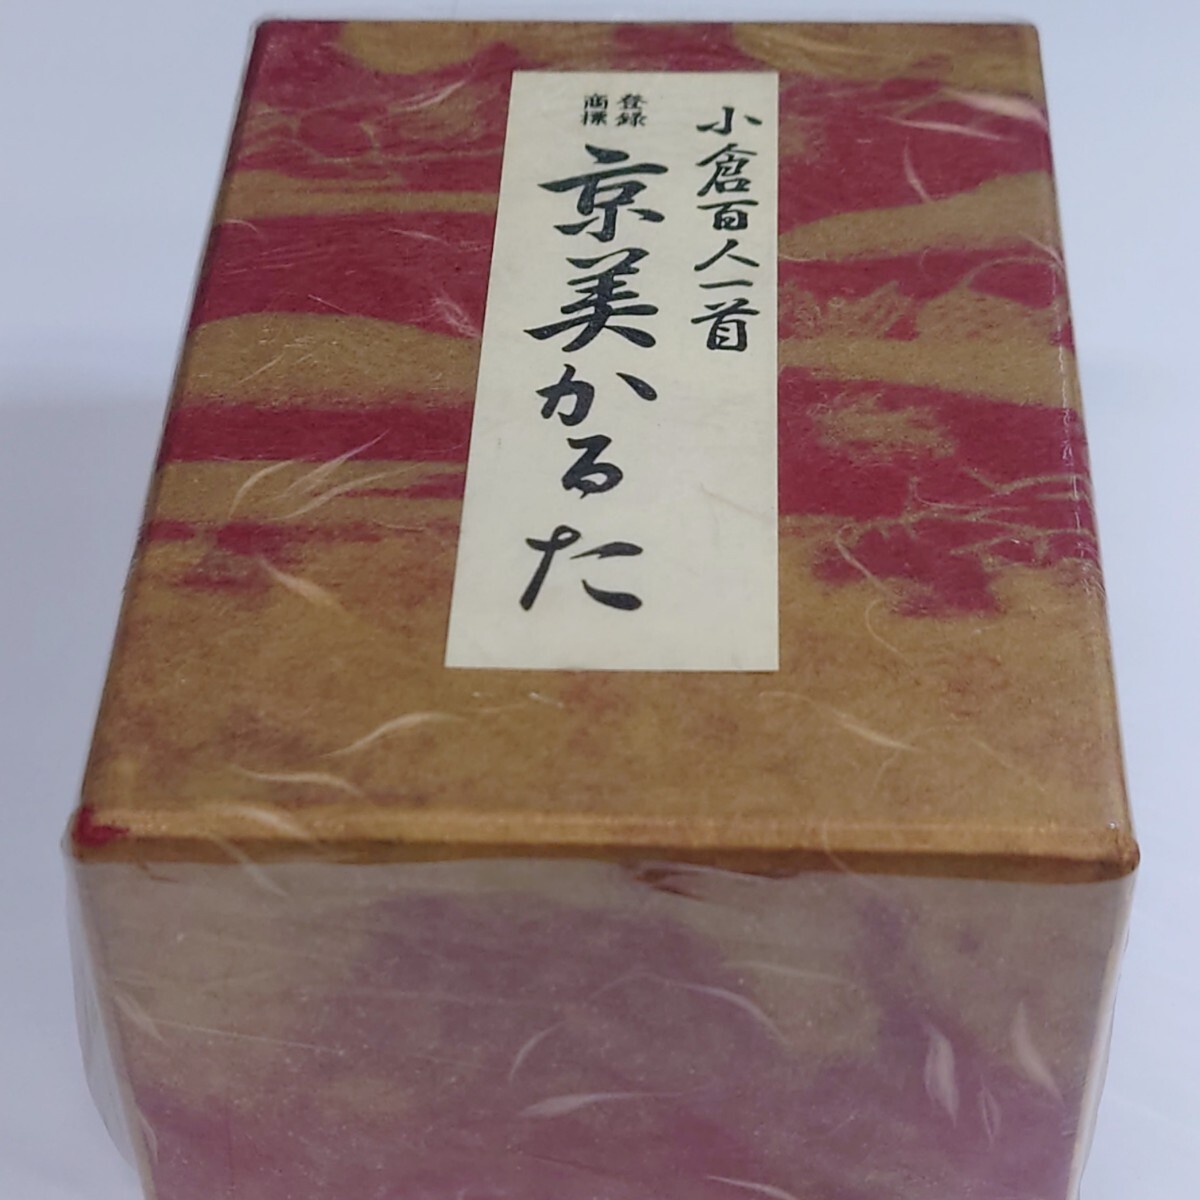 小倉百人一首
登録
商標
京美かるた